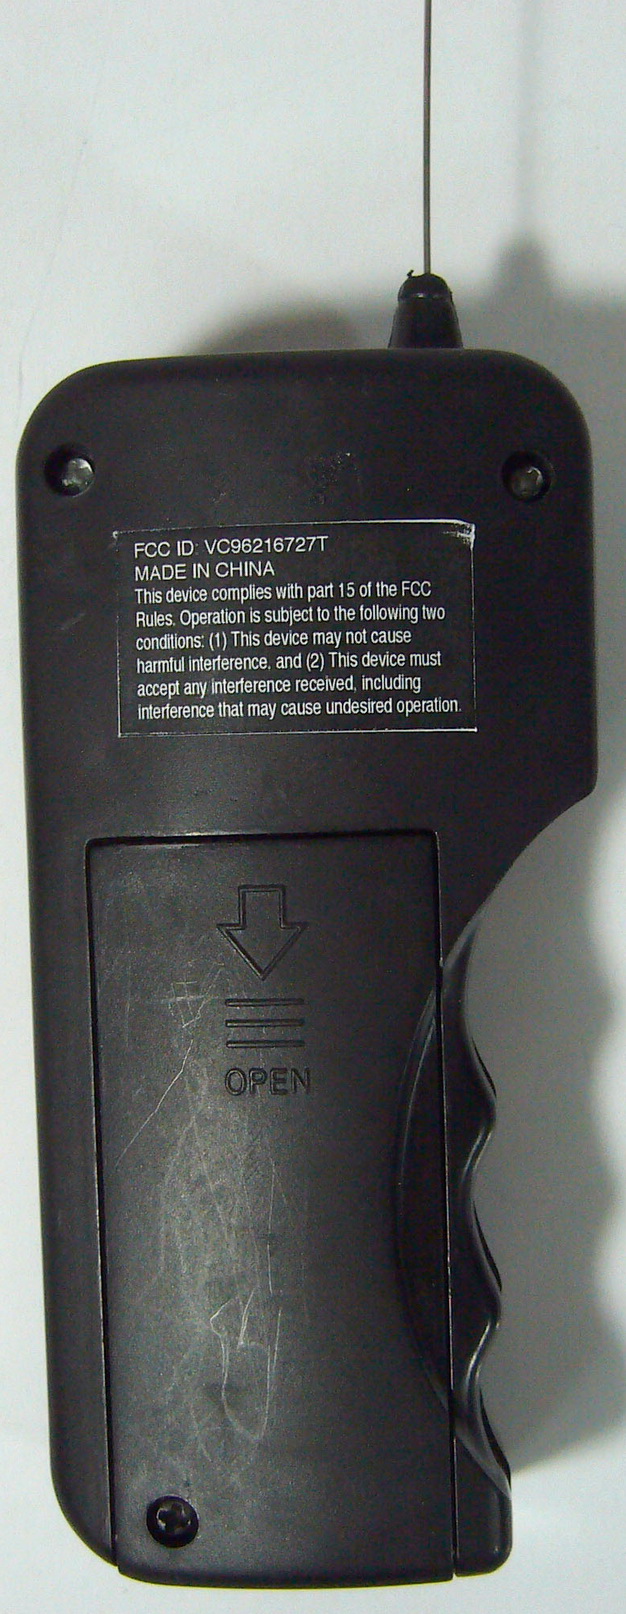 FCC ID: VC96216727T
MADE IN CHINA
This device complies with part 15 of the FCC
Rules. Operation is subject to the following two
conditions: (1) This device may not cause
harmful interference, and (2) This device must
accept any interference received, including
interference that may cause undesired operation.
OPEN